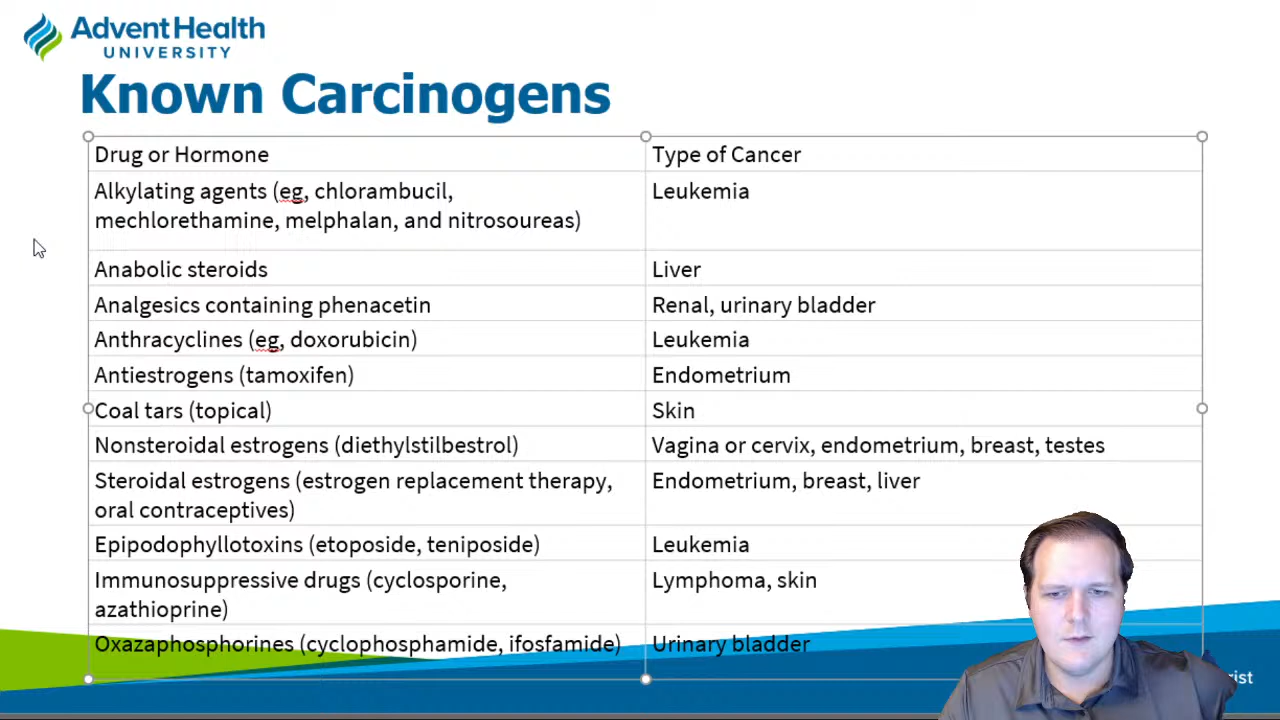 AdventHealth
UNIVERSITY
Known Carcinogens
Drug or Hormone
Type of Cancer
Alkylating agents (eg, chlorambucil,
mechlorethamine, melphalan, and nitrosoureas)
Leukemia
Anabolic steroids
Liver
Analgesics containing phenacetin
Renal, urinary bladder
Anthracyclines (eg, doxorubicin)
Leukemia
Antiestrogens (tamoxifen)
Endometrium
Coal tars (topical)
Skin
Nonsteroidal estrogens (diethylstilbestrol)
Vagina or cervix, endometrium, breast, testes
Steroidal estrogens (estrogen replacement therapy,
oral contraceptives)
Endometrium, breast, liver
Epipodophyllotoxins (etoposide, teniposide)
Leukemia
Immunosuppressive drugs (cyclosporine,
azathioprine)
Lymphoma, skin
Oxazaphosphorines (cyclophosphamide, ifosfamide)
Urinary bladder